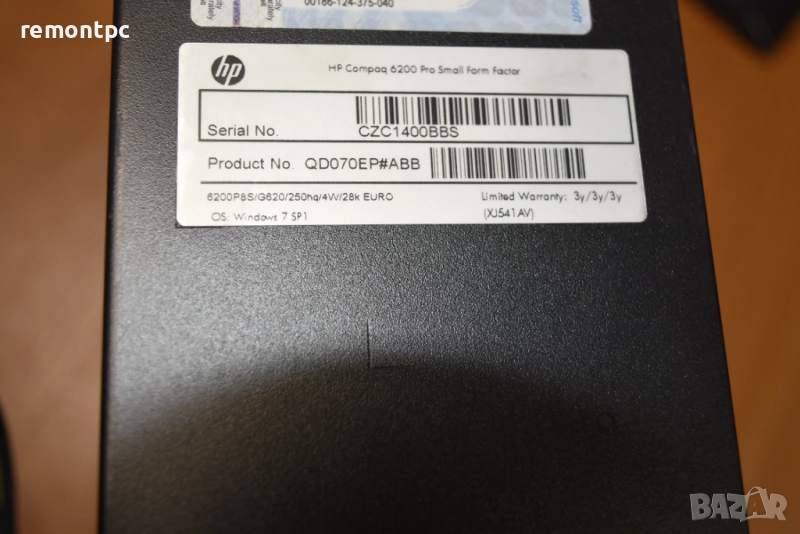 remontpc
00186-124-375-040
hp
HP Compaq 6200 Pro Small Form Factor
Serial No.
CZC1400BBS
Product No. QD070EP#ABB
6200P8S/G620/250hq/4W/28k EURO
Limited Warranty: 3y/3y/3y
OS: Windows 7 SP1
(XJ541AV)
BAZAR